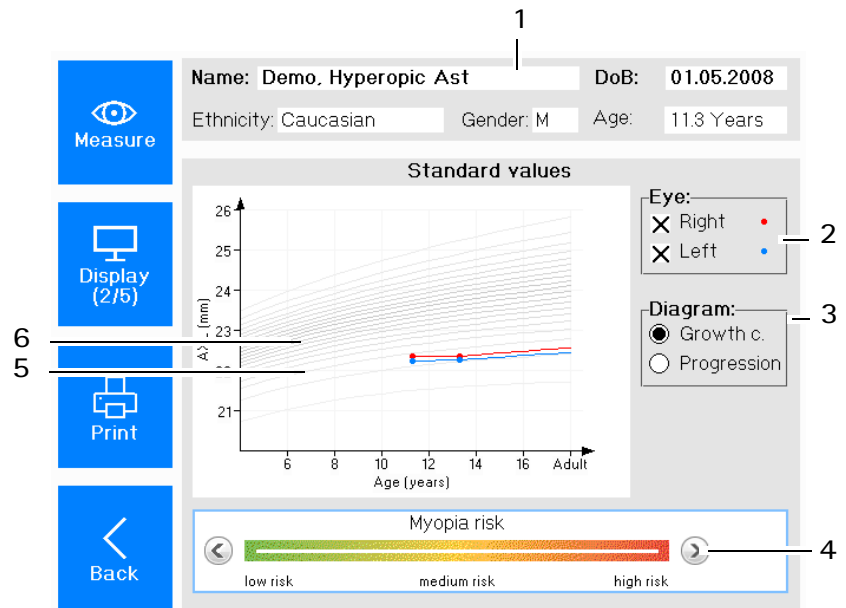 1
Name: Demo, Hyperopic Ast DoB: 01.05.2008
Ethnicity: Caucasian Gender: M Age: 11.3 Years
Measure
Standard values
Eye:
Right
Left
2
Display
(2/5)
Diagram:
Growth c.
Progression
3
26
25
24
23
21
(mm)
6
5
6 8 10 12 14 16 Adult
Age (years)
Print
Myopia risk
low risk medium risk high risk
4
Back